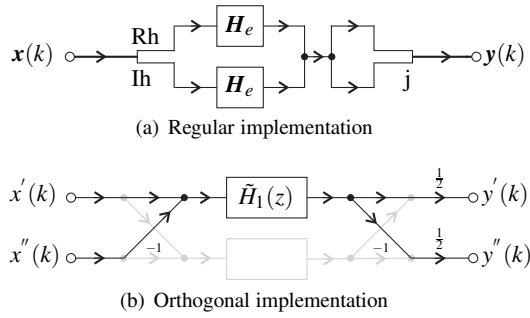 x(k)
Rh
Ih
H_e
H_e
j
y(k)
(a) Regular implementation
x'(k)
x''(k)
-1
H̃_1(z)
-1
1/2
1/2
y'(k)
y''(k)
(b) Orthogonal implementation